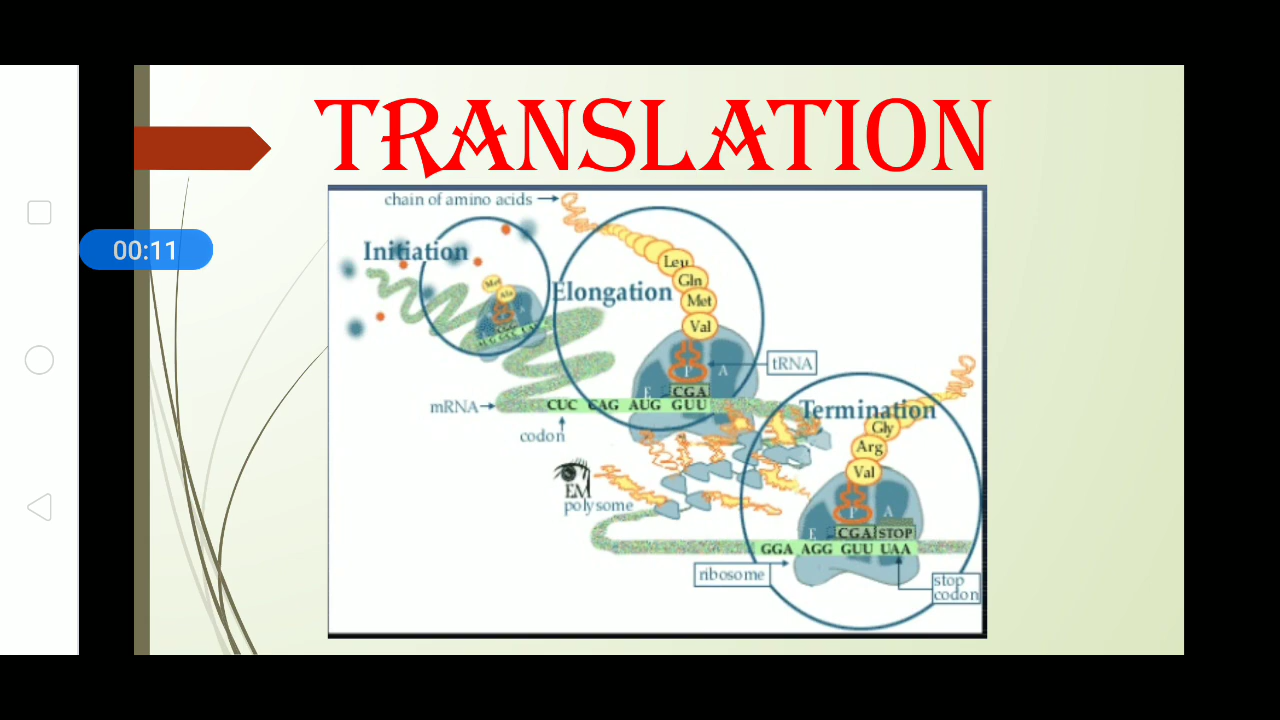 TRANSLATION
chain of amino acids
Initiation
Elongation
Leu
Gln
Met
Val
Met
Ala
tRNA
P A
E
CGA
mRNA
CUC CAG AUG GUU
codon
EM
polysome
Termination
Gly
Arg
Val
P A
E
CGA STOP
GGA AGG GUU UAA
ribosome
stop
codon
00:11